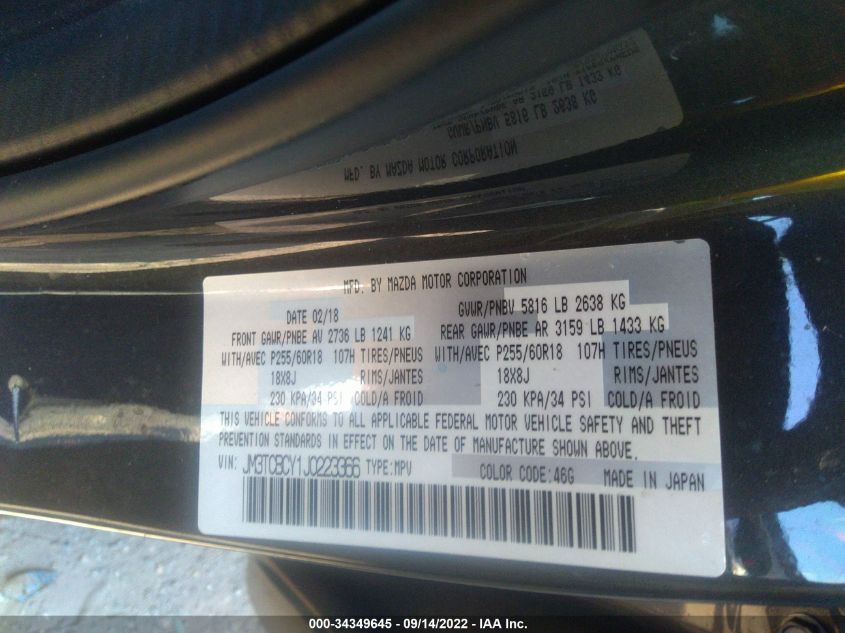 MFD. BY MAZDA MOTOR CORPORATION
DATE 02/18 GVWR/PNBV 5816 LB 2638 KG
FRONT GAWR/PNBE AV 2736 LB 1241 KG REAR GAWR/PNBE AR 3159 LB 1433 KG
WITH/AVEC P255/60R18 107H TIRES/PNEUS WITH/AVEC P255/60R18 107H TIRES/PNEUS
18X8J RIMS/JANTES 18X8J RIMS/JANTES
230 KPA/34 PSI COLD/A FROID 230 KPA/34 PSI COLD/A FROID
THIS VEHICLE CONFORMS TO ALL APPLICABLE FEDERAL MOTOR VEHICLE SAFETY AND THEFT
PREVENTION STANDARDS IN EFFECT ON THE DATE OF MANUFACTURE SHOWN ABOVE.
VIN: JM3TCBCY1J0223366 TYPE:MPV COLOR CODE:46G MADE IN JAPAN
000-34349645 - 09/14/2022 - IAA Inc.